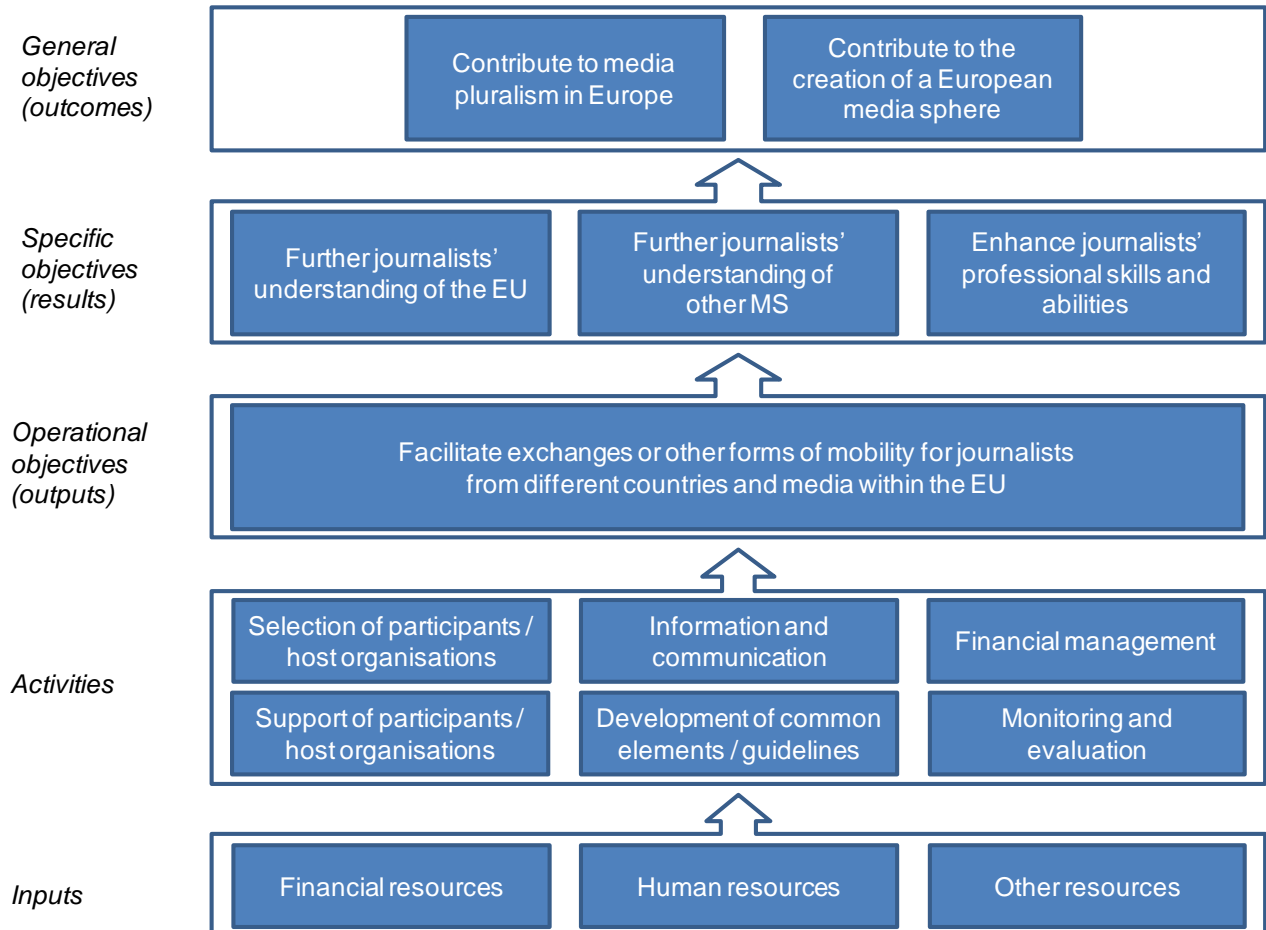 General
objectives
(outcomes)
Contribute to media
pluralism in Europe
Contribute to the
creation of a European
media sphere
Specific
objectives
(results)
Further journalists’
understanding of the EU
Further journalists’
understanding of
other MS
Enhance journalists’
professional skills and
abilities
Operational
objectives
(outputs)
Facilitate exchanges or other forms of mobility for journalists
from different countries and media within the EU
Activities
Selection of participants /
host organisations
Information and
communication
Financial management
Support of participants /
host organisations
Development of common
elements / guidelines
Monitoring and
evaluation
Inputs
Financial resources
Human resources
Other resources